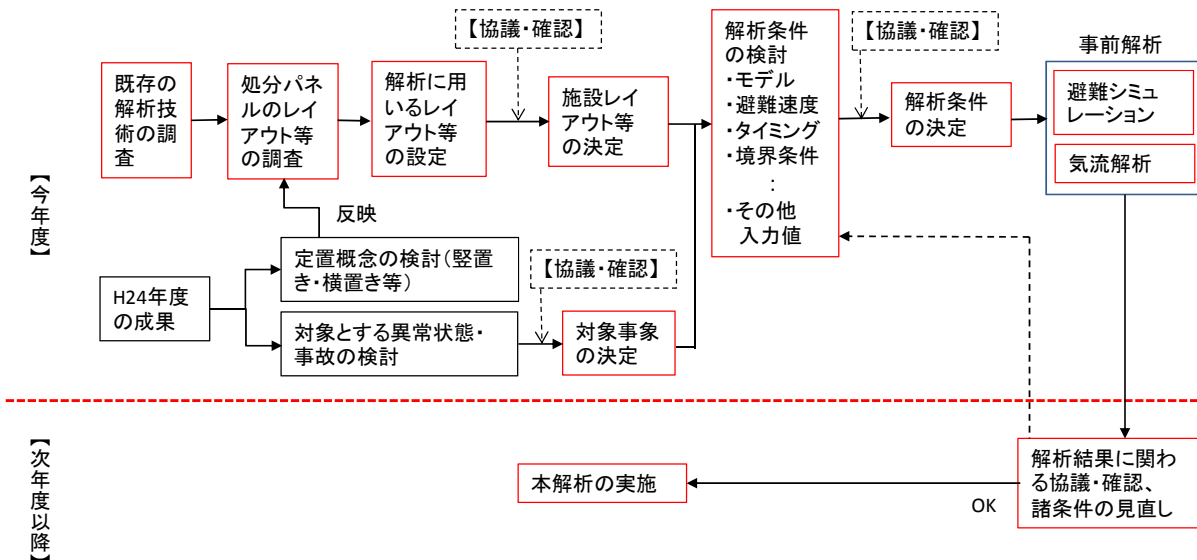 【協議・確認】
【協議・確認】
事前解析
既存の
解析技
術の調
査
処分パ
ネルのレイ
アウト等
の調査
解析に用
いるレイ
アウト等
の設定
施設レイ
アウト等
の決定
解析条件
の検討
・モデル
・避難速度
・タイミング
・境界条件
:
・その他
入力値
解析条件
の決定
避難シミュ
レーション
気流解析
【今年度】
反映
H24年度
の成果
定置概念の検討(竪置
き・横置き等)
【協議・確認】
対象とする異常状態・
事故の検討
対象事象
の決定
【次年度以降】
本解析の実施
OK
解析結果に関わ
る協議・確認、
諸条件の見直し